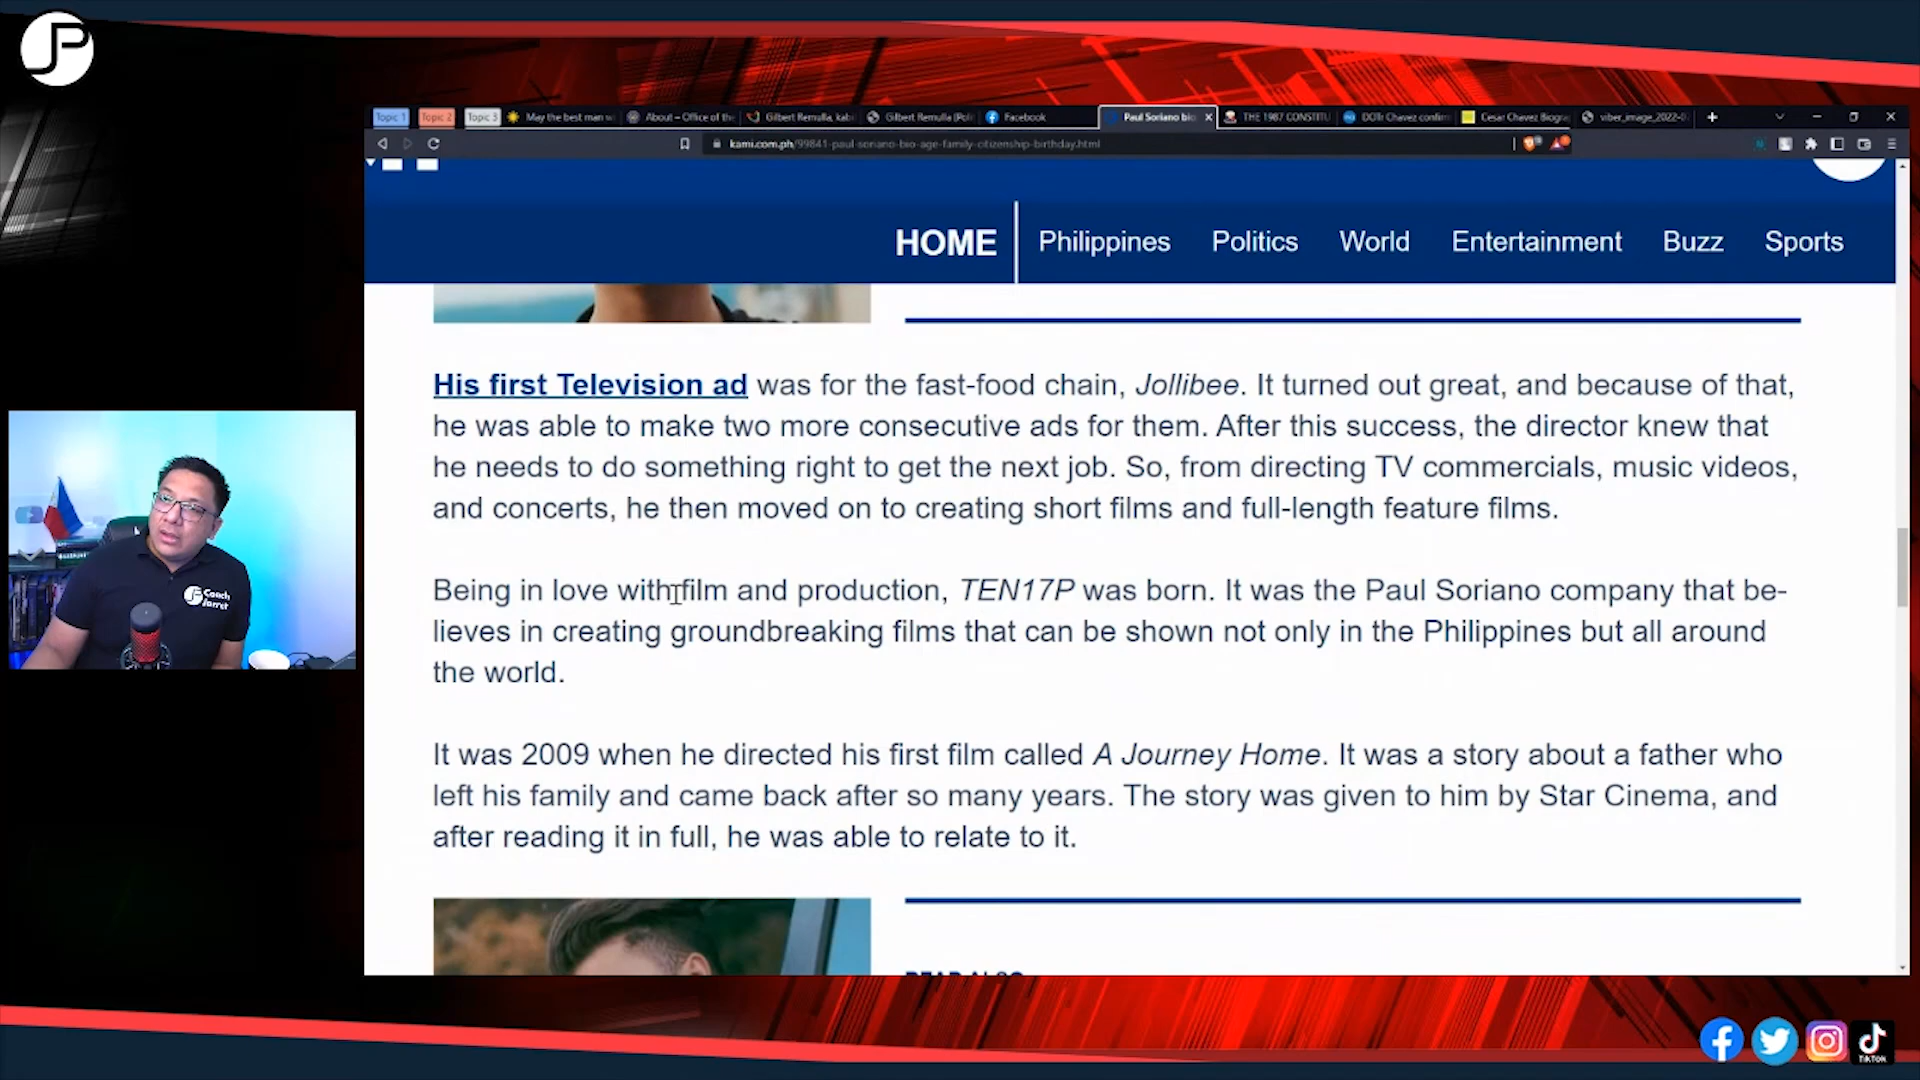 JP
Topic 1 Topic 2 Topic 3 May the best man w About – Office of th Gilbert Remulla, kab Gilbert Remulla (Pol Facebook Paul Soriano bio THE 1987 CONSTITU DOTr Chavez confirm Cesar Chavez Biogra viber_image_2022-0
kami.com.ph/99841-paul-soriano-bio-age-family-citizenship-birthday.html
HOME Philippines Politics World Entertainment Buzz Sports
His first Television ad was for the fast-food chain, Jollibee. It turned out great, and because of that,
he was able to make two more consecutive ads for them. After this success, the director knew that
he needs to do something right to get the next job. So, from directing TV commercials, music videos,
and concerts, he then moved on to creating short films and full-length feature films.
Being in love with film and production, TEN17P was born. It was the Paul Soriano company that be-
lieves in creating groundbreaking films that can be shown not only in the Philippines but all around
the world.
It was 2009 when he directed his first film called A Journey Home. It was a story about a father who
left his family and came back after so many years. The story was given to him by Star Cinema, and
after reading it in full, he was able to relate to it.
READ ALSO
Coach
Jarret
TIKTOK